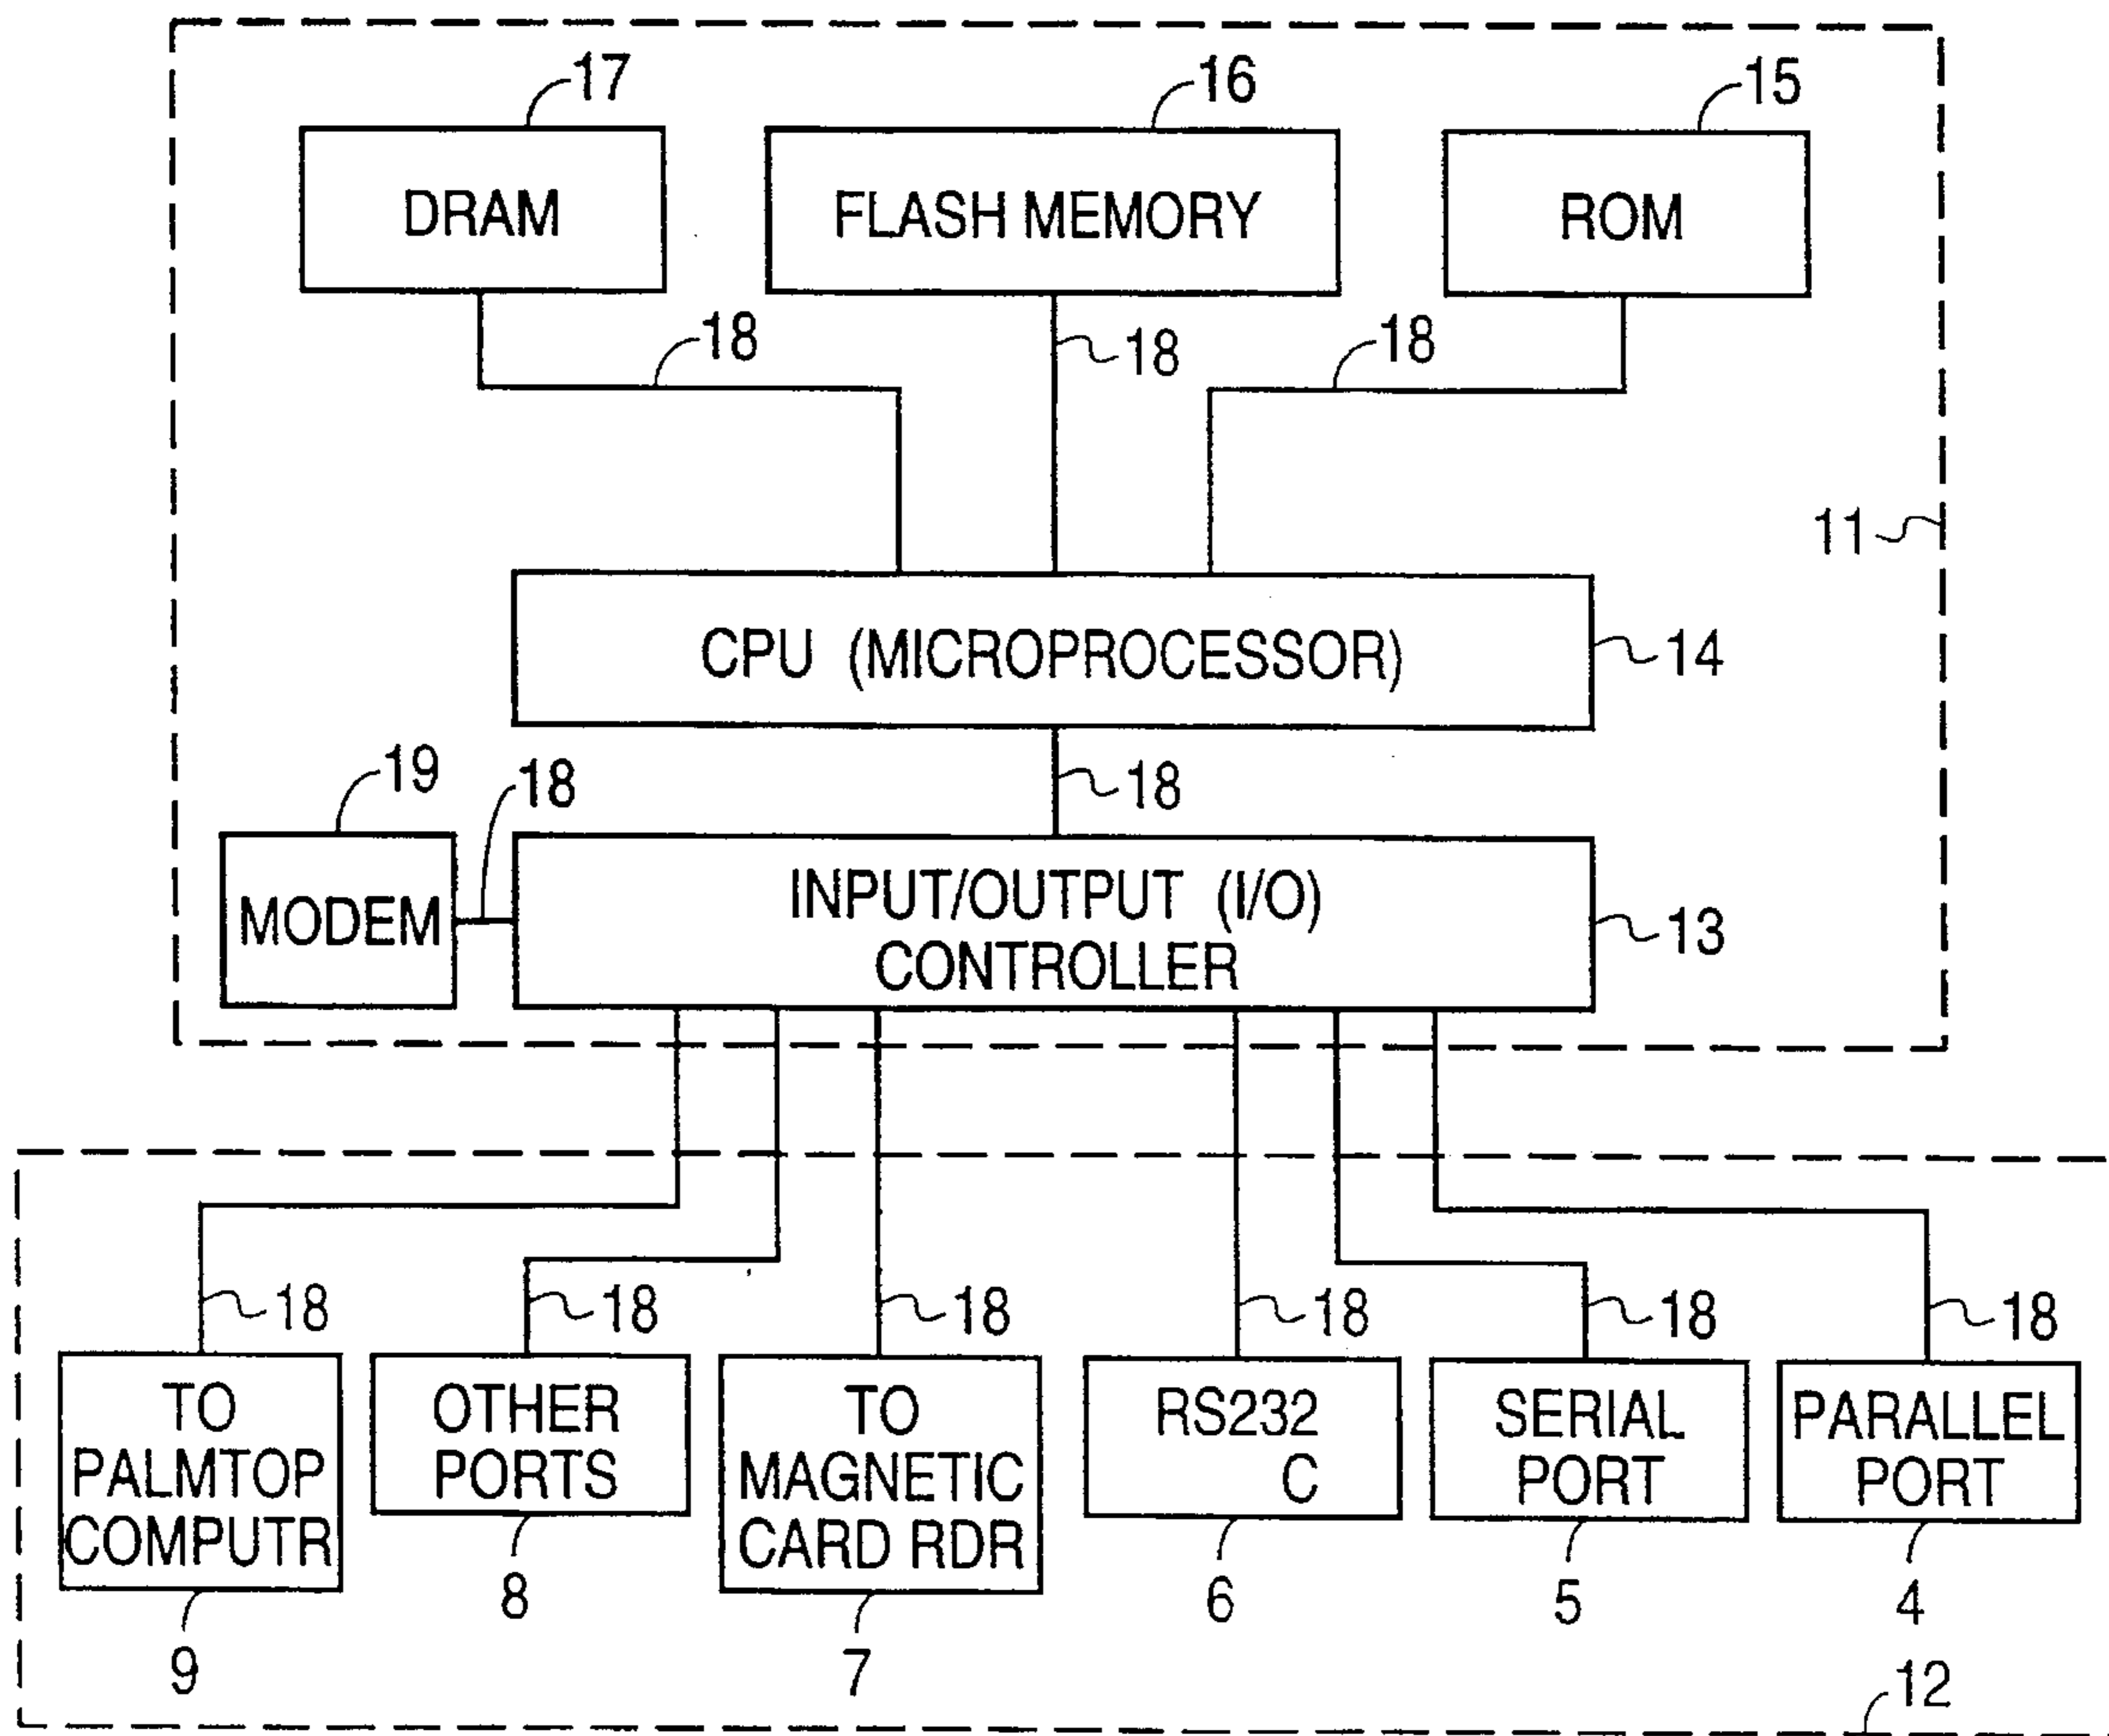 17
16
15
DRAM
FLASH MEMORY
ROM
18
18
18
11
CPU (MICROPROCESSOR)
14
18
19
18
MODEM
INPUT/OUTPUT (I/O)
CONTROLLER
13
18
18
18
18
18
18
TO
PALMTOP
COMPUTR
OTHER
PORTS
TO
MAGNETIC
CARD RDR
RS232
C
SERIAL
PORT
PARALLEL
PORT
9
8
7
6
5
4
12